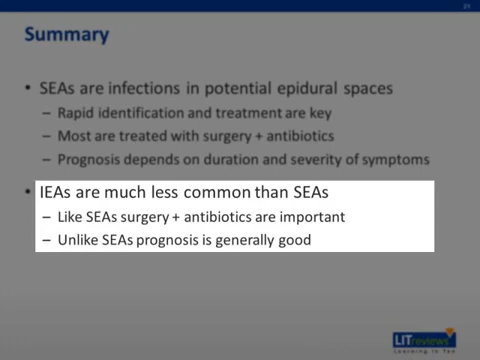 23
Summary
• SEAs are infections in potential epidural spaces
– Rapid identification and treatment are key
– Most are treated with surgery + antibiotics
– Prognosis depends on duration and severity of symptoms
• IEAs are much less common than SEAs
– Like SEAs surgery + antibiotics are important
– Unlike SEAs prognosis is generally good
LITreviews
Learning In Ten